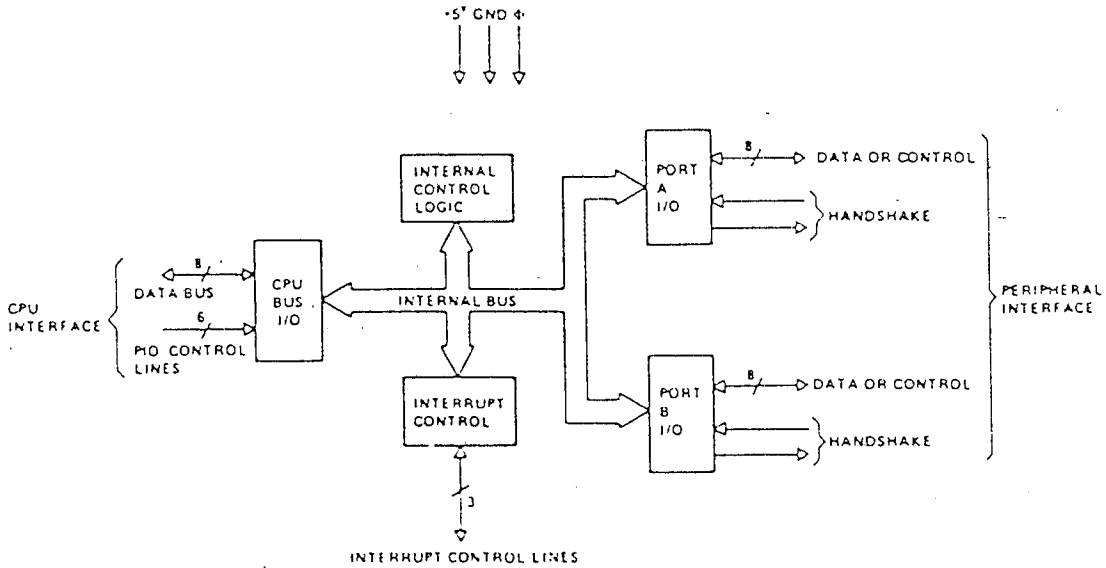 +5V GND Φ
INTERNAL
CONTROL
LOGIC
PORT
A
I/O
8
DATA OR CONTROL
HANDSHAKE
CPU
INTERFACE
8
DATA BUS
6
PIO CONTROL
LINES
CPU
BUS
I/O
INTERNAL BUS
PERIPHERAL
INTERFACE
INTERRUPT
CONTROL
PORT
B
I/O
8
DATA OR CONTROL
HANDSHAKE
3
INTERRUPT CONTROL LINES